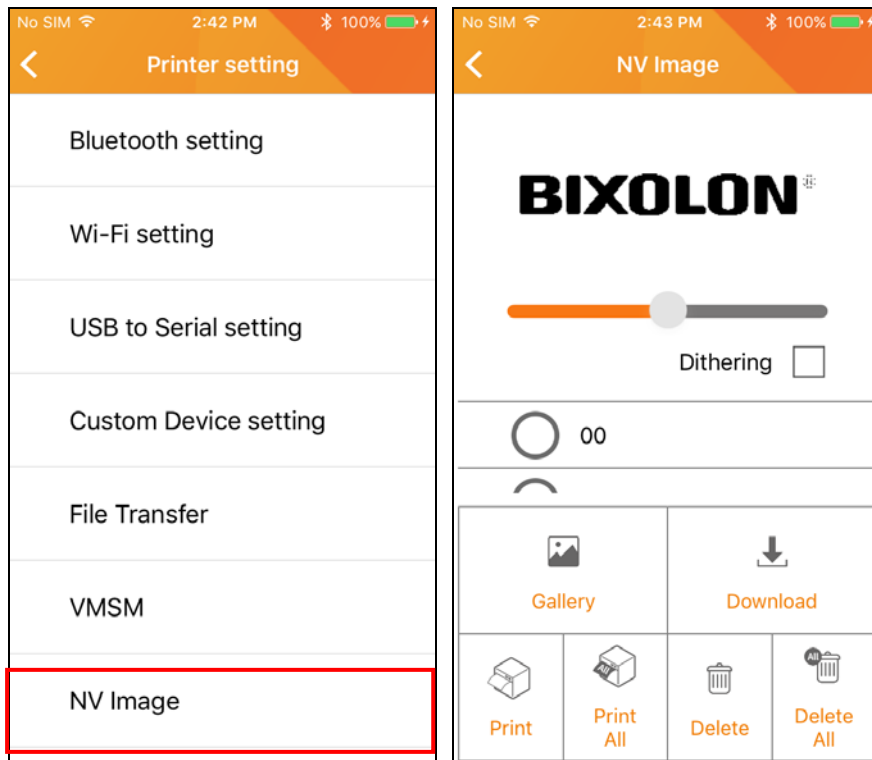 No SIM 2:42 PM 100%
Printer setting
Bluetooth setting
Wi-Fi setting
USB to Serial setting
Custom Device setting
File Transfer
VMSM
NV Image
No SIM 2:43 PM 100%
NV Image
BIXOLON®
Dithering
00
Gallery Download
Print Print All Delete All Delete All